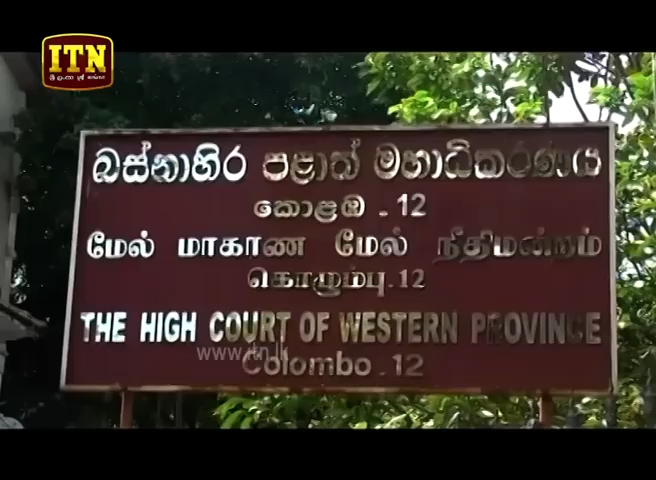 ITN
ශ්‍රී ලංකා ஸ்ரீ லங்கா
බස්නාහිර පළාත් මහාධිකරණය
කොළඹ . 12
மேல் மாகாண மேல் நீதிமன்றம்
கொழும்பு . 12
THE HIGH COURT OF WESTERN PROVINCE
www.itn.lk
Colombo . 12